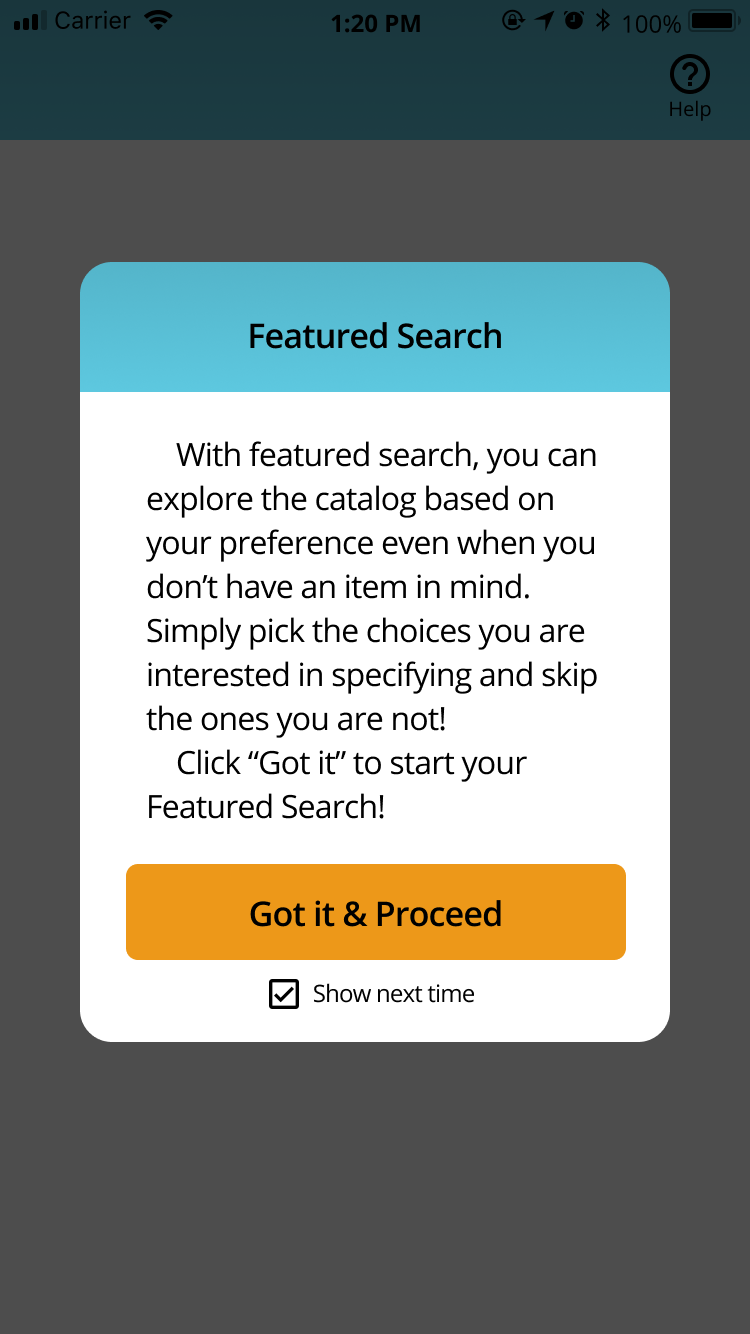 Carrier 1:20 PM 100%
Help
Featured Search
With featured search, you can
explore the catalog based on
your preference even when you
don’t have an item in mind.
Simply pick the choices you are
interested in specifying and skip
the ones you are not!
Click “Got it” to start your
Featured Search!
Got it & Proceed
Show next time